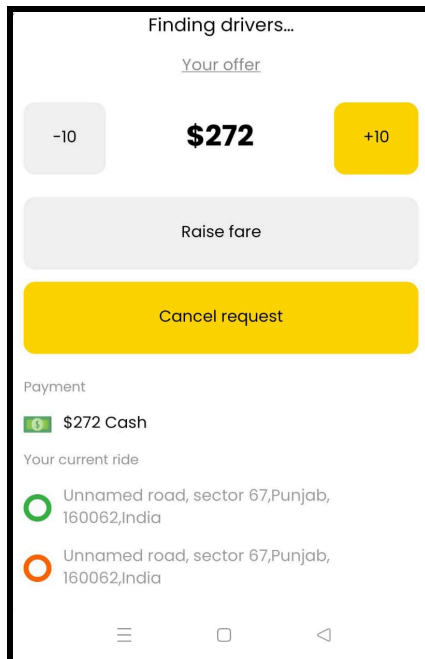 Finding drivers...
Your offer
-10
$272
+10
Raise fare
Cancel request
Payment
$272 Cash
Your current ride
Unnamed road, sector 67,Punjab,
160062,India
Unnamed road, sector 67,Punjab,
160062,India